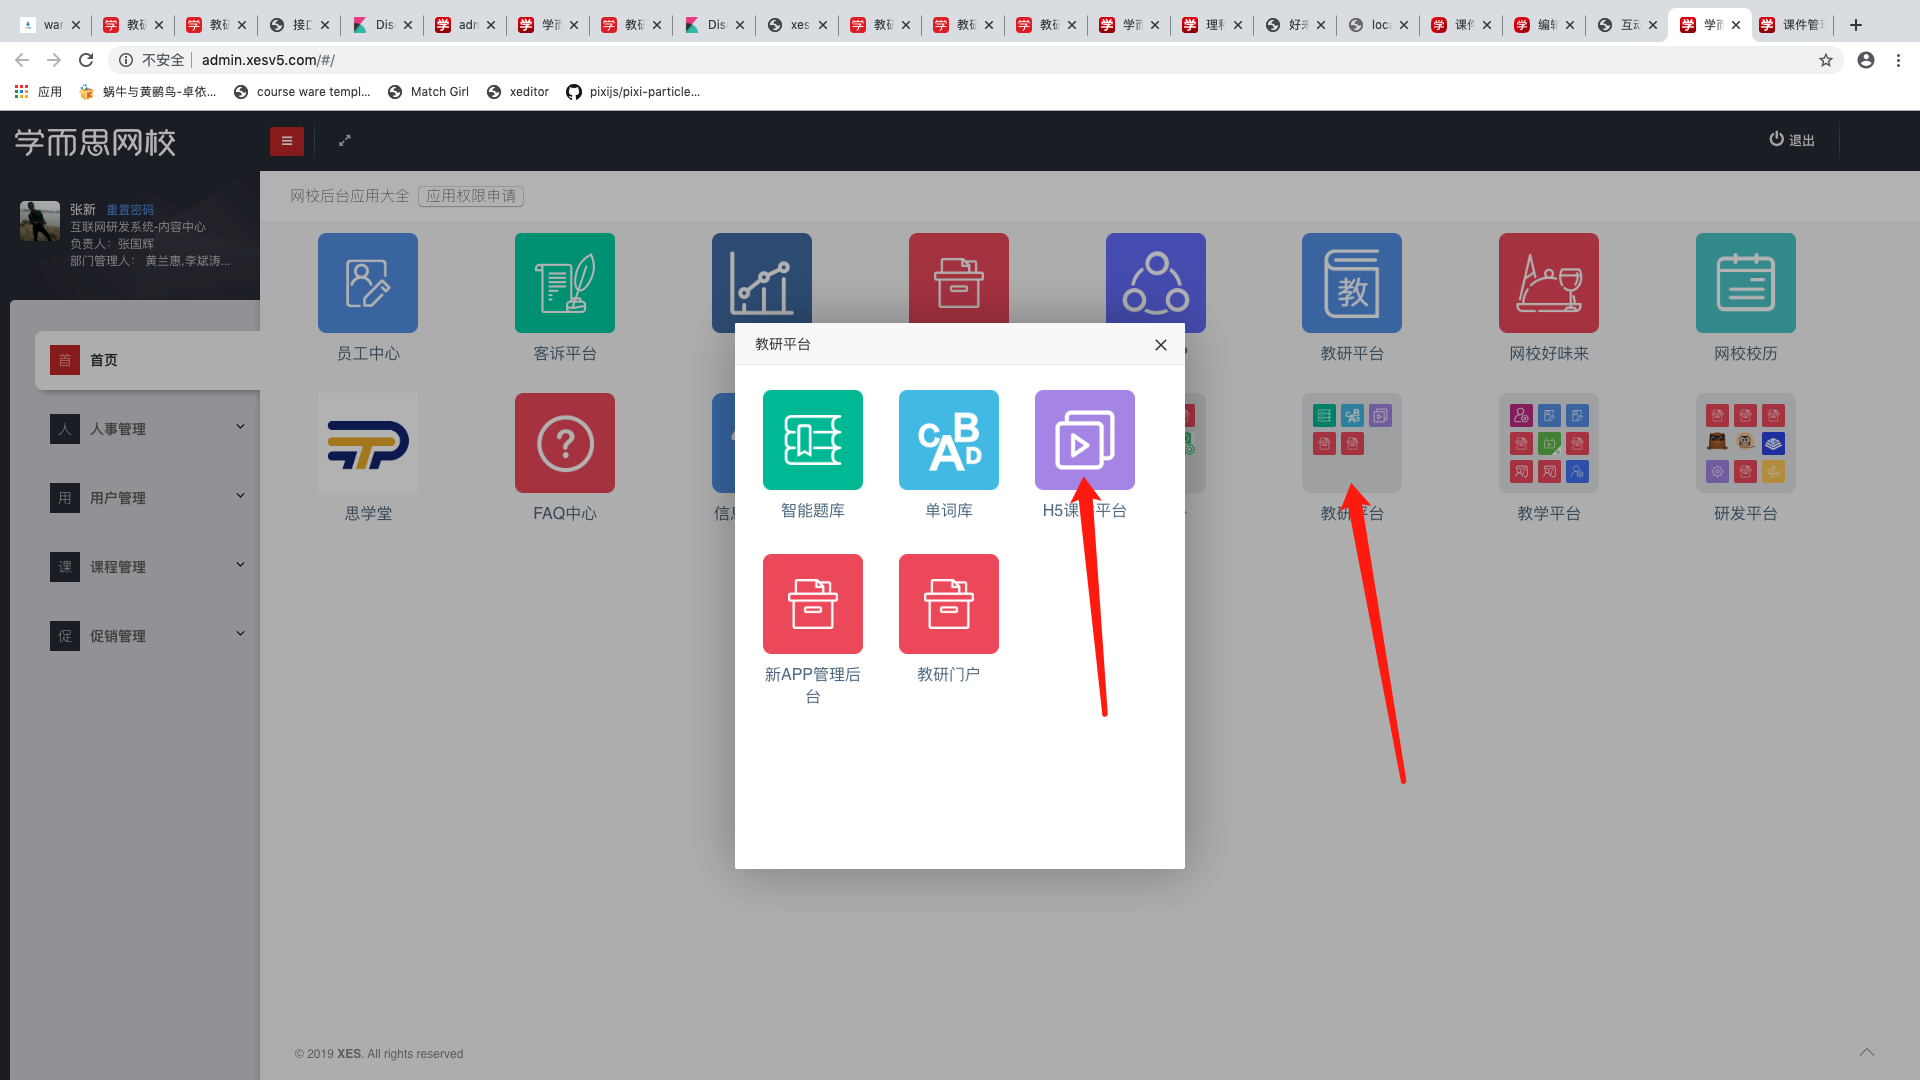 war 教研 教研 接口 Dis adn 学而 教研 Dis xes 教研 教研 教研 学而 理科 好未 loca 课件 编辑 互动 学而 课件管理
不安全 admin.xesv5.com/#/
应用 蜗牛与黄鹂鸟-卓依... course ware templ... Match Girl xeditor pixijs/pixi-particle...
学而思网校
退出
张新 重置密码
互联网研发系统-内容中心
负责人：张国辉
部门管理人： 黄兰惠,李斌涛...
首 首页
人 人事管理
用 用户管理
课 课程管理
促 促销管理
网校后台应用大全 应用权限申请
教
员工中心
客诉平台
教研平台
网校好味来
网校校历
思学堂
FAQ中心
信
教研平台
教学平台
研发平台
教研平台
CABD
智能题库
单词库
H5课件平台
新APP管理后
台
教研门户
© 2019 XES. All rights reserved